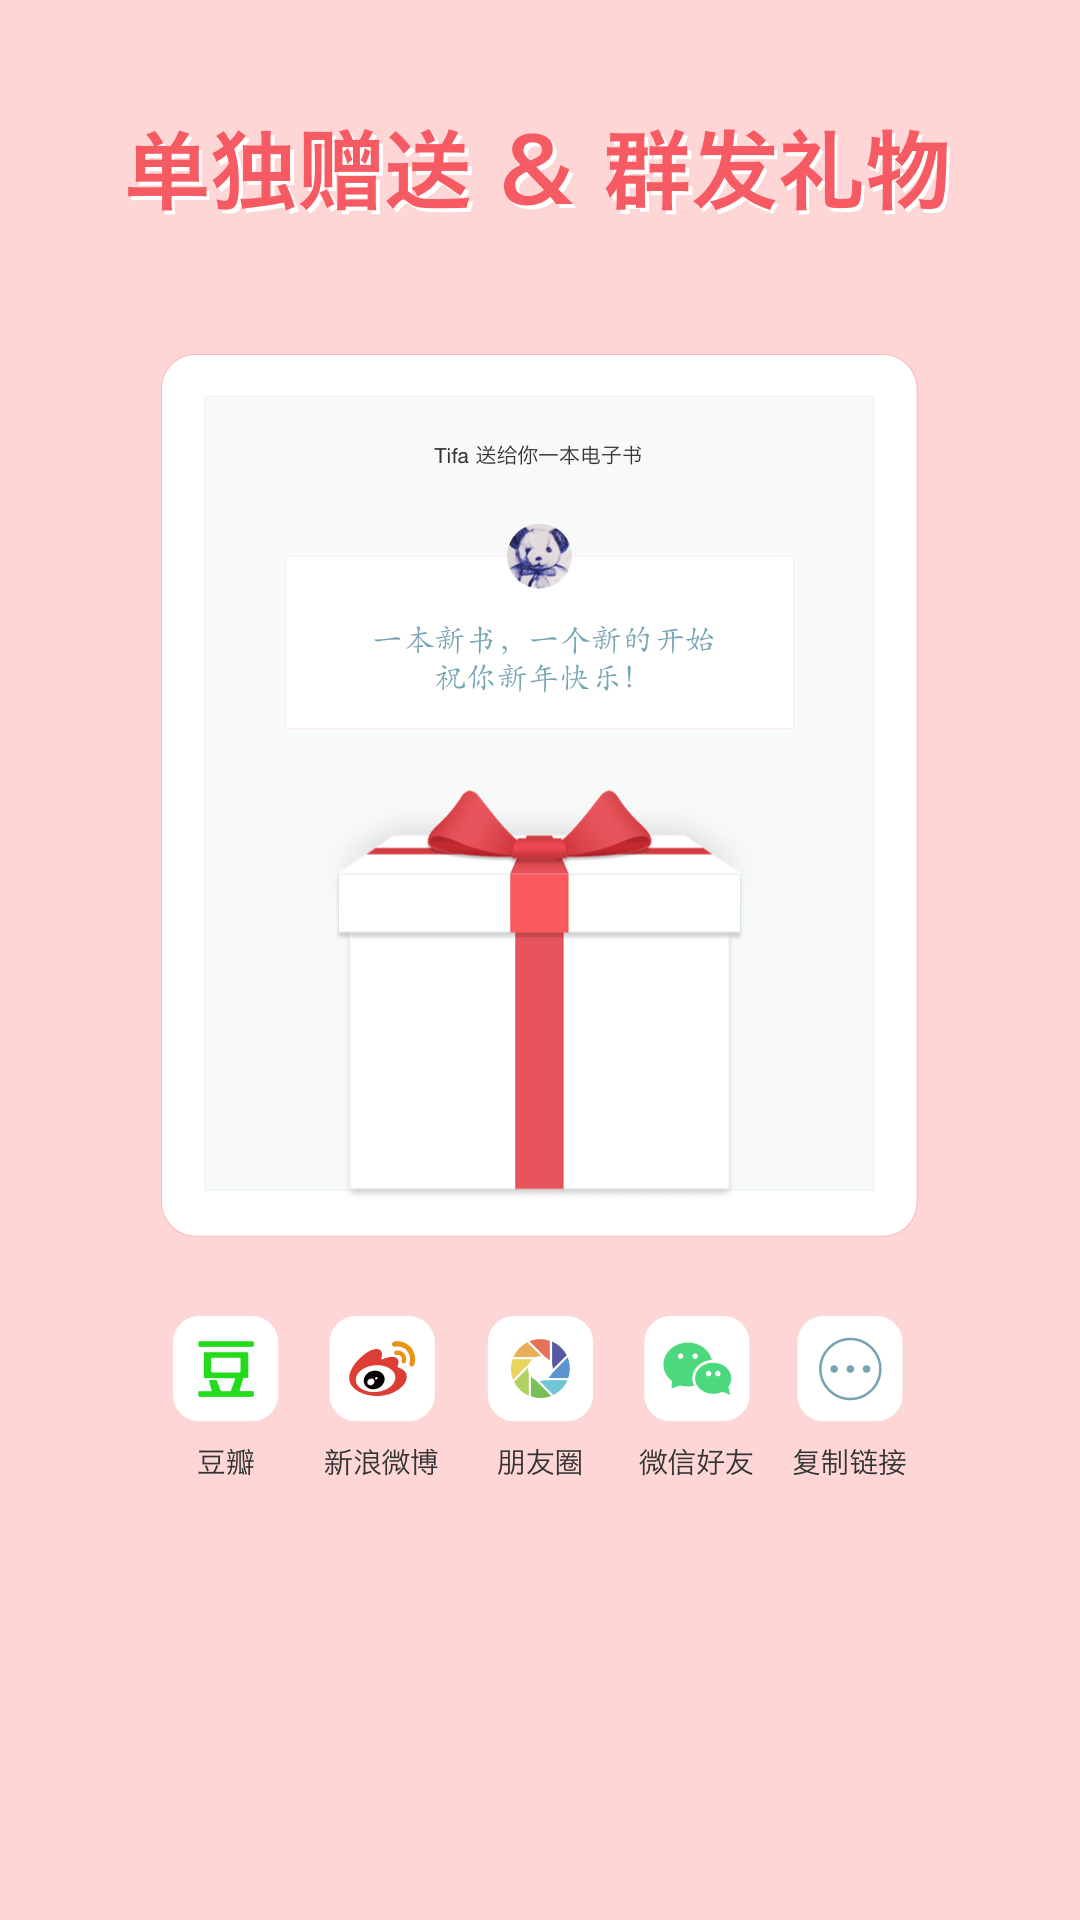 单独赠送 & 群发礼物
Tifa 送给你一本电子书
一本新书，一个新的开始
祝你新年快乐！
豆
豆瓣 新浪微博 朋友圈 微信好友 复制链接